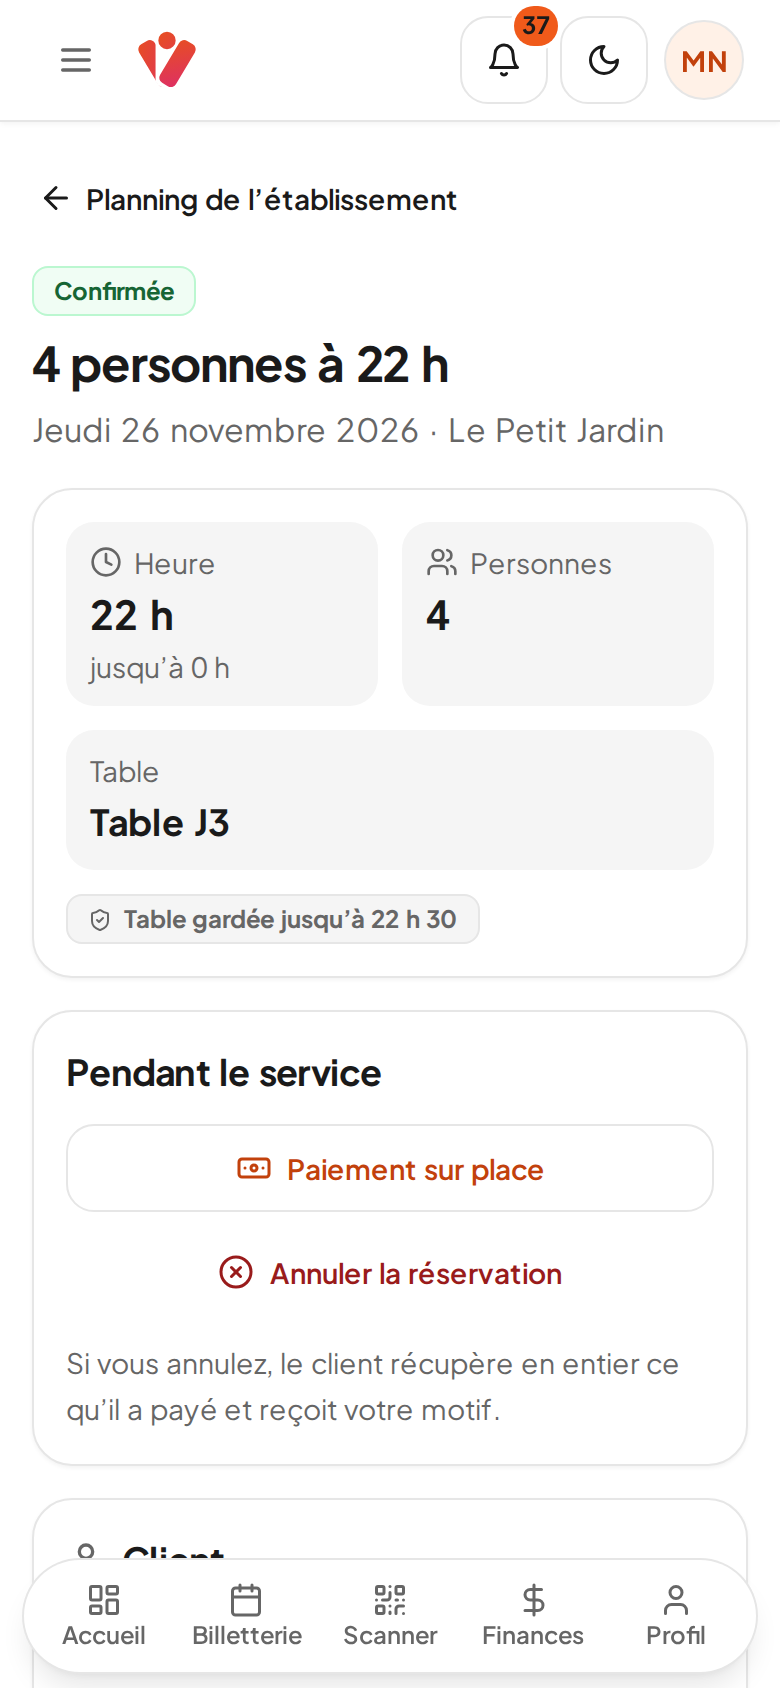 37
MN
Planning de l’établissement
Confirmée
4 personnes à 22 h
Jeudi 26 novembre 2026 · Le Petit Jardin
Heure
22 h
jusqu’à 0 h
Personnes
4
Table
Table J3
Table gardée jusqu’à 22 h 30
Pendant le service
Paiement sur place
Annuler la réservation
Si vous annulez, le client récupère en entier ce
qu’il a payé et reçoit votre motif.
Client
Accueil
Billetterie
Scanner
Finances
Profil